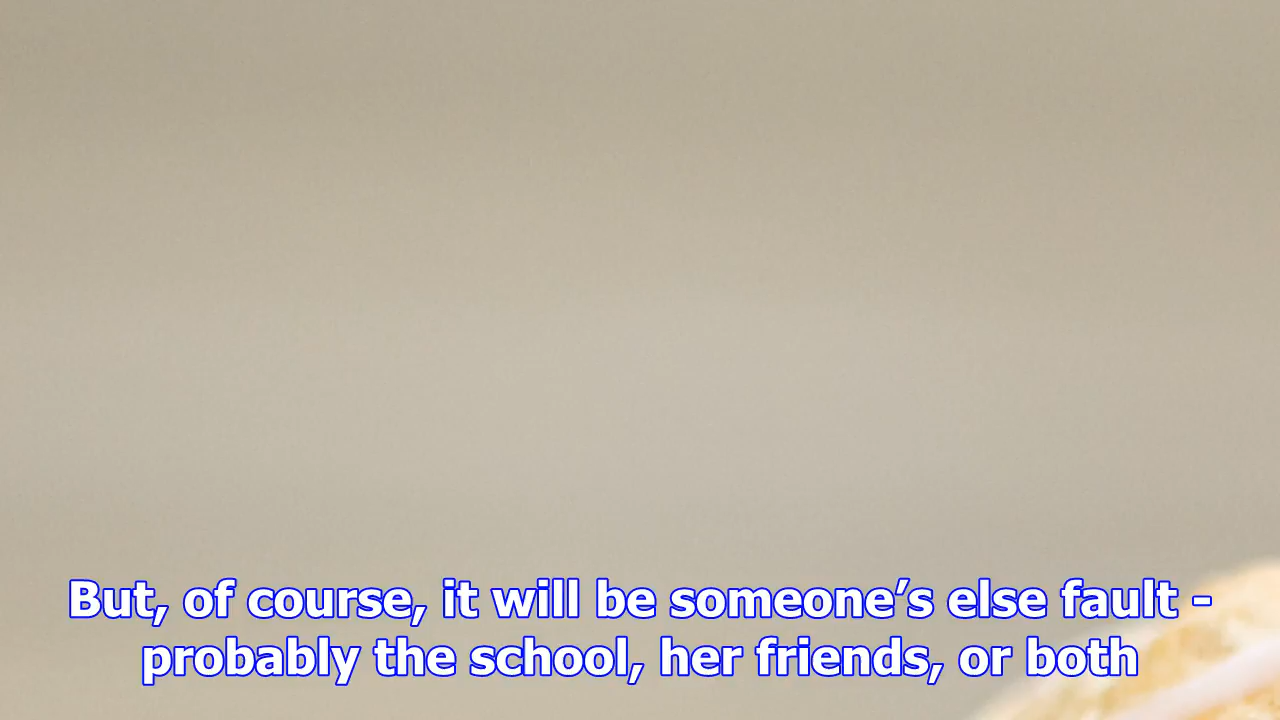 But, of course, it will be someone’s else fault -
probably the school, her friends, or both